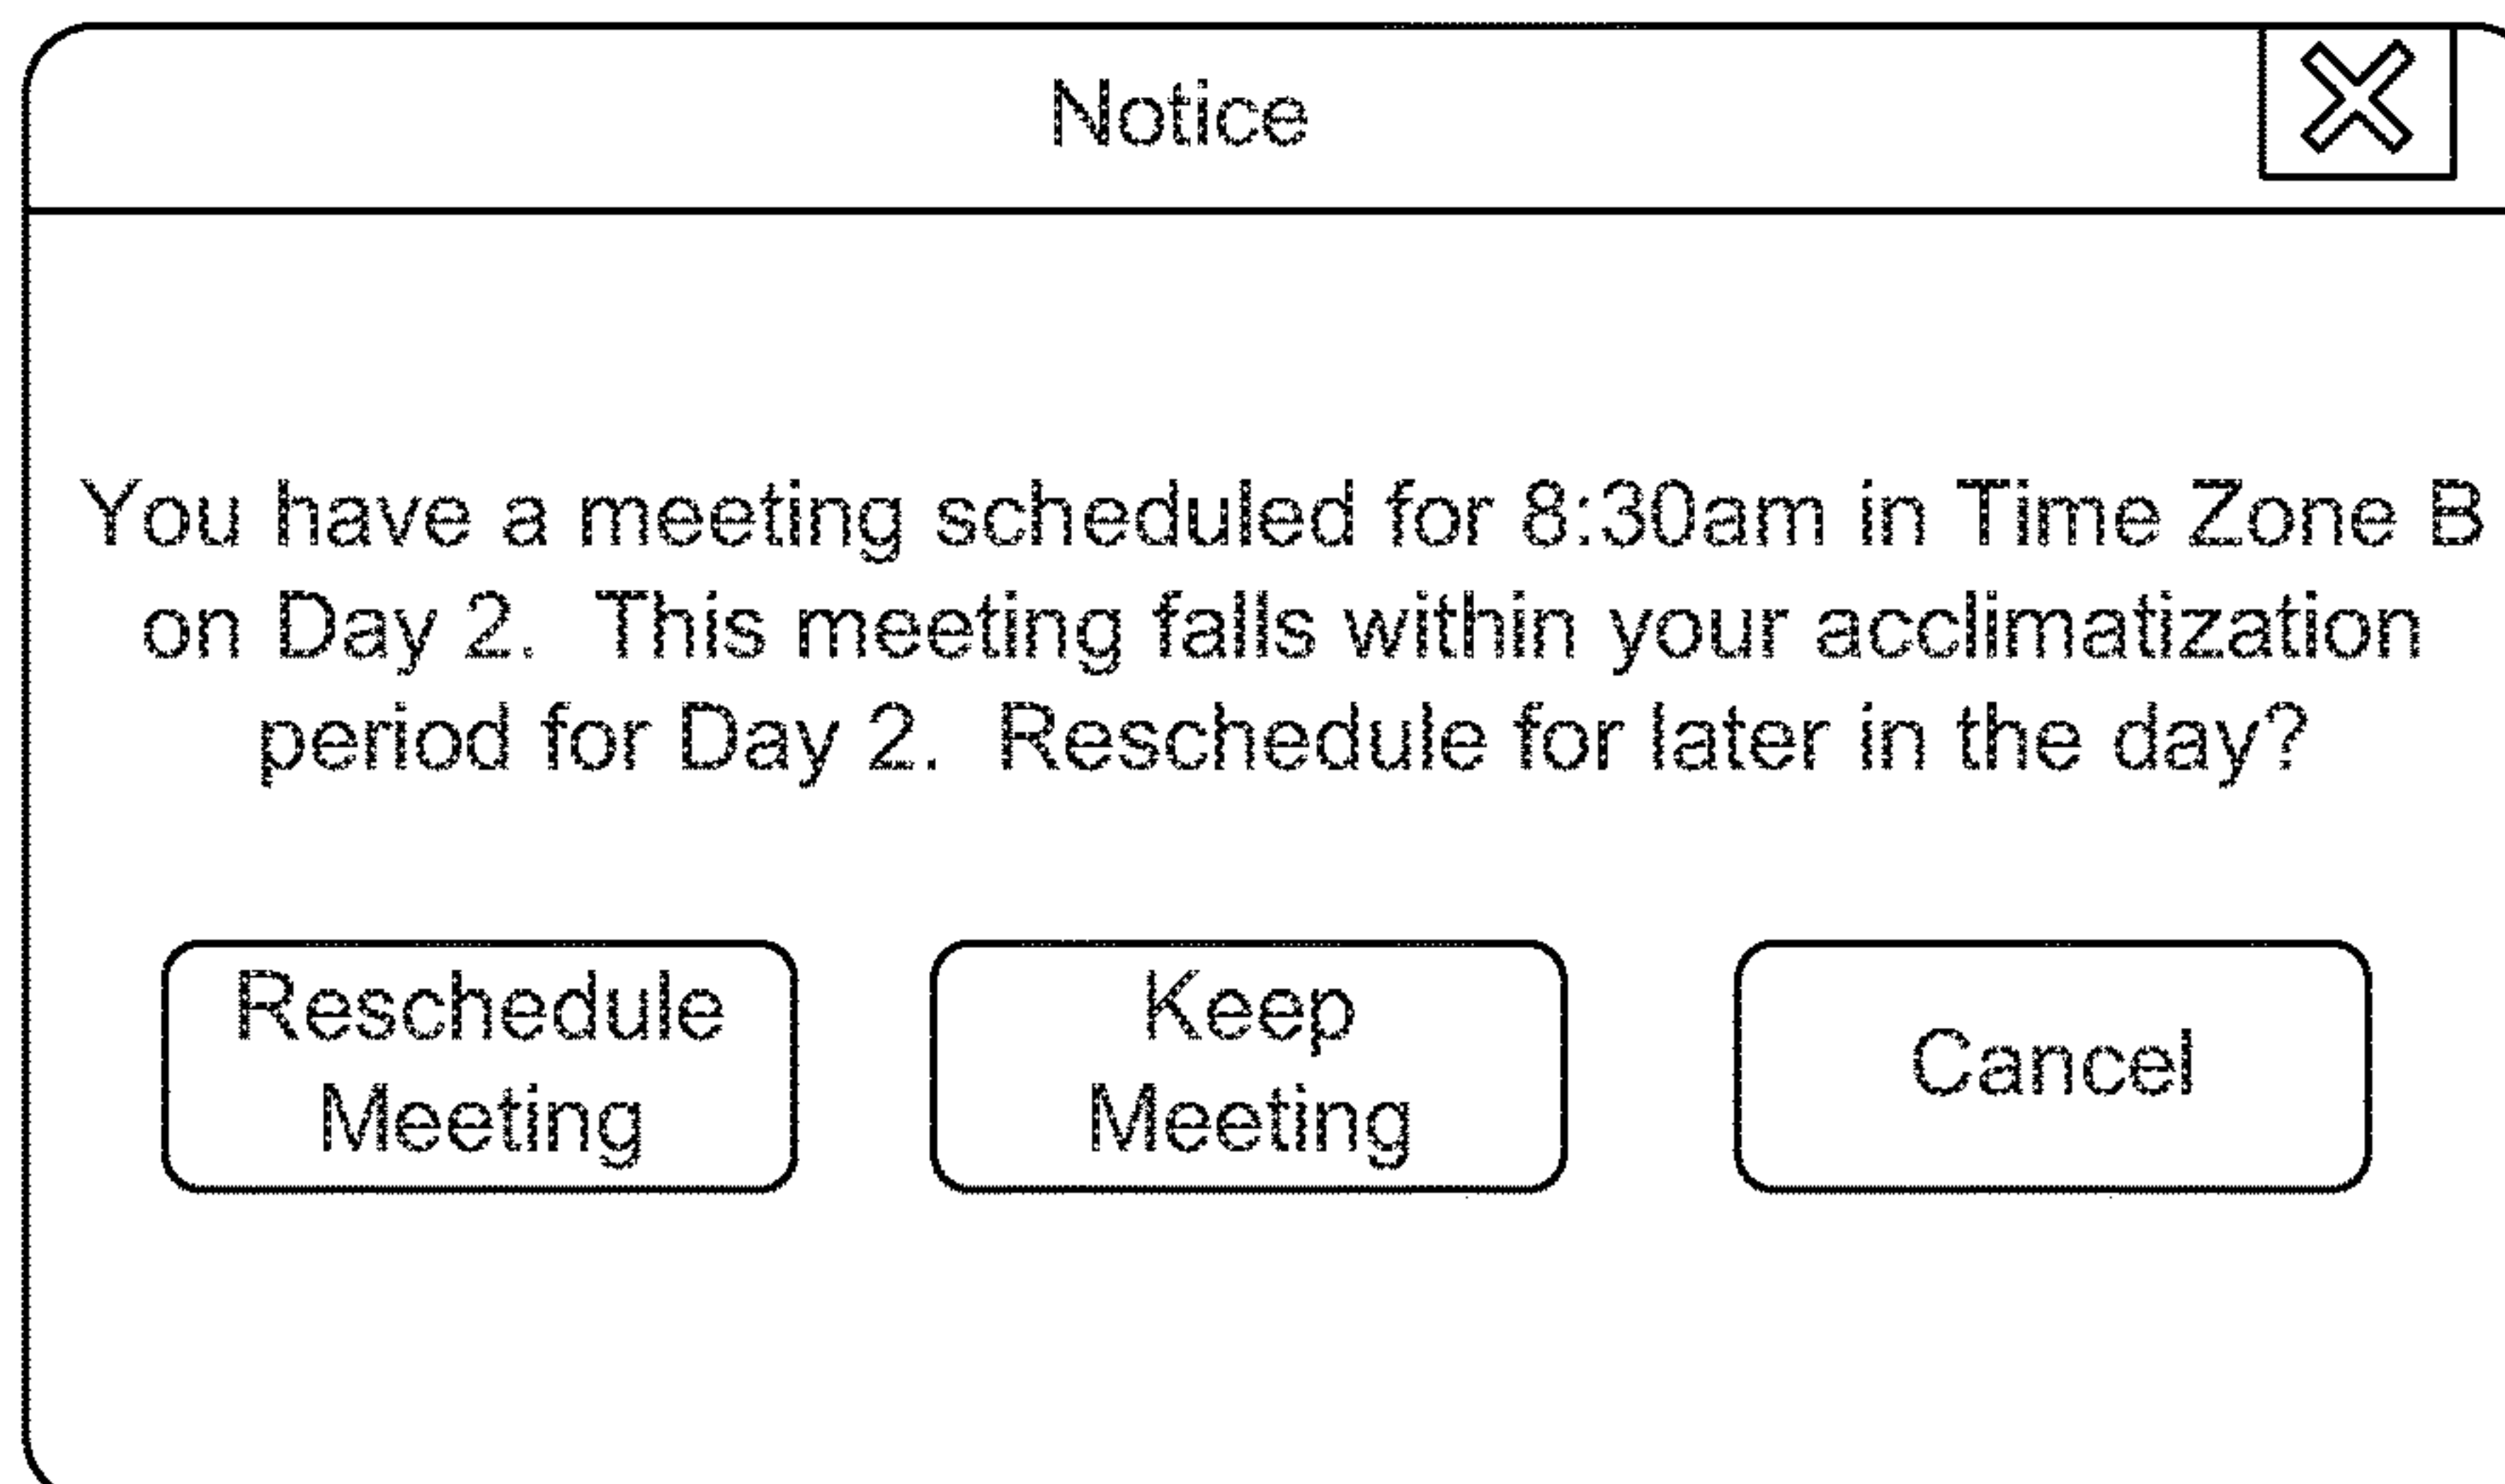 Notice
You have a meeting scheduled for 8:30am in Time Zone B
on Day 2.  This meeting falls within your acclimatization
period for Day 2.  Reschedule for later in the day?
Reschedule
Meeting
Keep
Meeting
Cancel